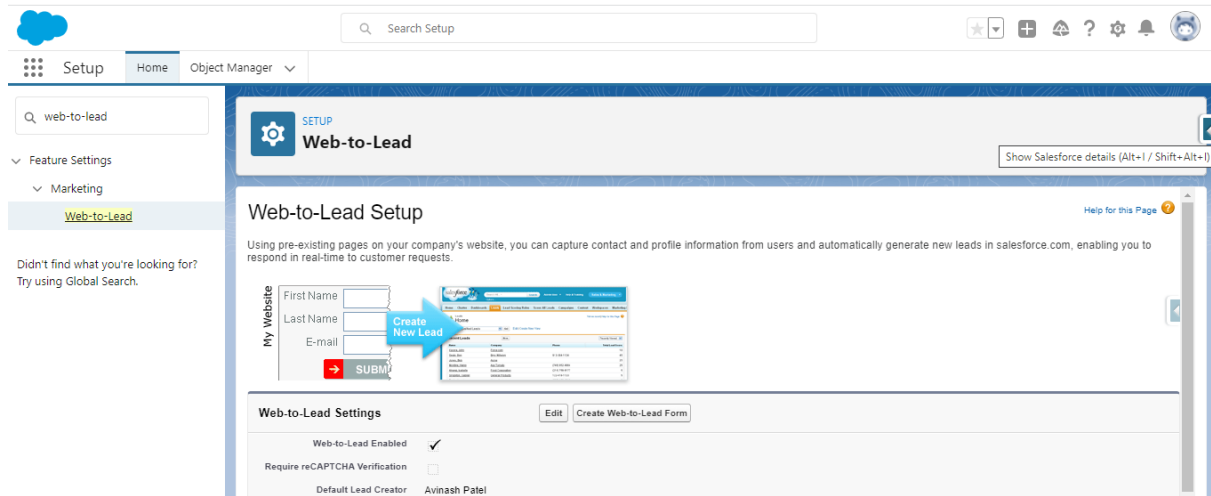 Search Setup
Setup
Home
Object Manager
web-to-lead
Feature Settings
Marketing
Web-to-Lead
Didn't find what you're looking for?
Try using Global Search.
SETUP
Web-to-Lead
Show Salesforce details (Alt+I / Shift+Alt+I)
Web-to-Lead Setup
Help for this Page
Using pre-existing pages on your company's website, you can capture contact and profile information from users and automatically generate new leads in salesforce.com, enabling you to
respond in real-time to customer requests.
My Website
First Name
Last Name
E-mail
SUBM
Create
New Lead
Home
Web-to-Lead Settings
Edit
Create Web-to-Lead Form
Web-to-Lead Enabled
Require reCAPTCHA Verification
Default Lead Creator
Avinash Patel